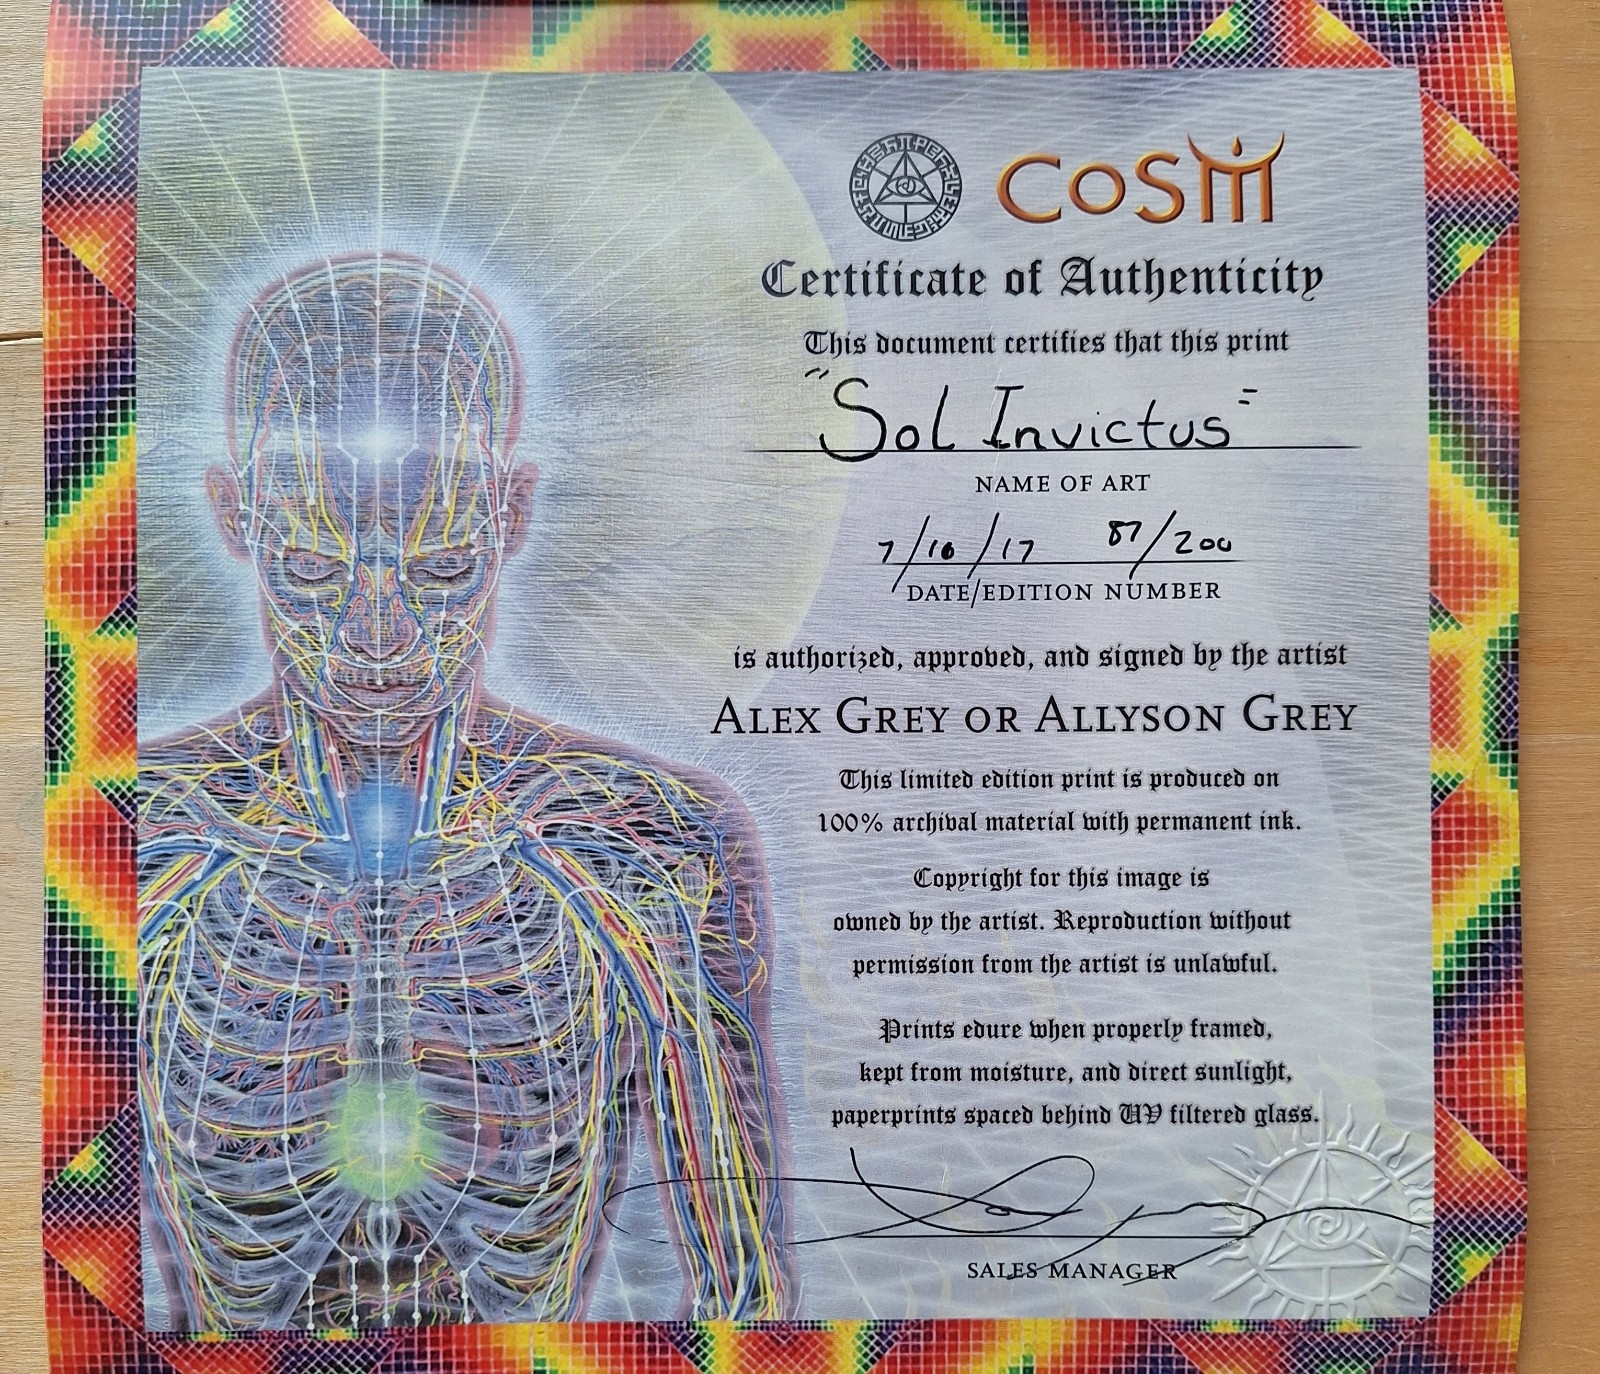 CoSM
Certificate of Authenticity
This document certifies that this print
"Sol Invictus"
NAME OF ART
7/10/17 87/200
DATE/EDITION NUMBER
is authorized, approved, and signed by the artist
ALEX GREY OR ALLYSON GREY
This limited edition print is produced on
100% archival material with permanent ink.
Copyright for this image is
owned by the artist. Reproduction without
permission from the artist is unlawful.
Prints edure when properly framed,
kept from moisture, and direct sunlight,
paperprints spaced behind UV filtered glass.
SALES MANAGER